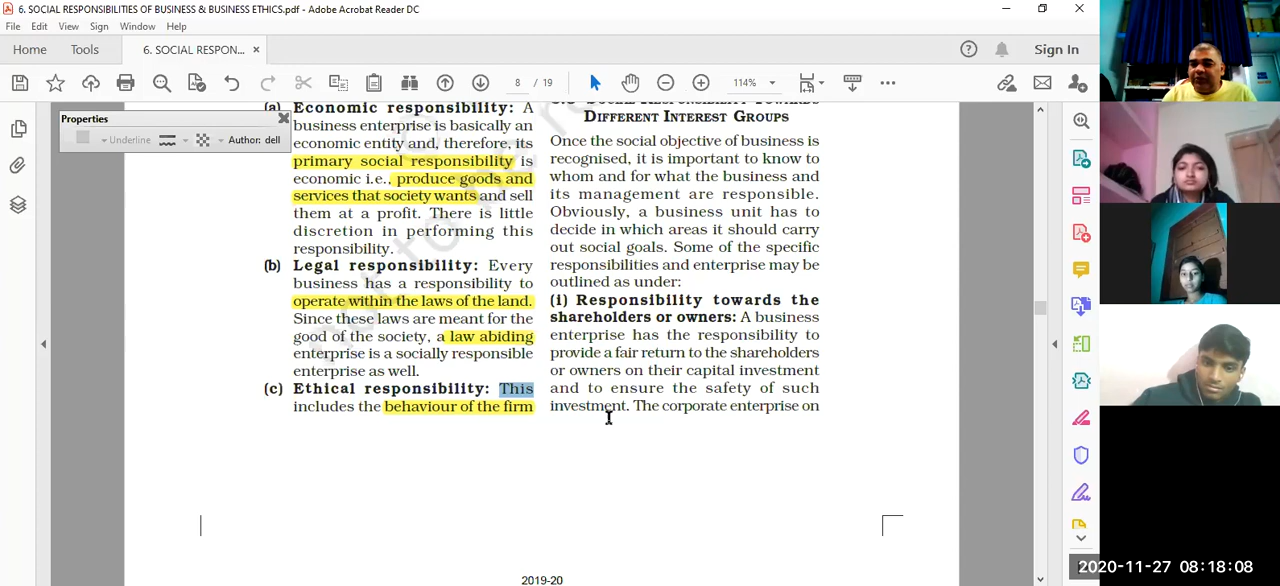 6. SOCIAL RESPONSIBILITIES OF BUSINESS & BUSINESS ETHICS.pdf - Adobe Acrobat Reader DC
File Edit View Sign Window Help
Home Tools 6. SOCIAL RESPON... × Sign In
8 / 19 114%
Properties
Underline Author: dell
(a) Economic responsibility: A
business enterprise is basically an
economic entity and, therefore, its
primary social responsibility is
economic i.e., produce goods and
services that society wants and sell
them at a profit. There is little
discretion in performing this
responsibility.
(b) Legal responsibility: Every
business has a responsibility to
operate within the laws of the land.
Since these laws are meant for the
good of the society, a law abiding
enterprise is a socially responsible
enterprise as well.
(c) Ethical responsibility: This
includes the behaviour of the firm
DIFFERENT INTEREST GROUPS
Once the social objective of business is
recognised, it is important to know to
whom and for what the business and
its management are responsible.
Obviously, a business unit has to
decide in which areas it should carry
out social goals. Some of the specific
responsibilities and enterprise may be
outlined as under:
(i) Responsibility towards the
shareholders or owners: A business
enterprise has the responsibility to
provide a fair return to the shareholders
or owners on their capital investment
and to ensure the safety of such
investment. The corporate enterprise on
2019-20
2020-11-27 08:18:08